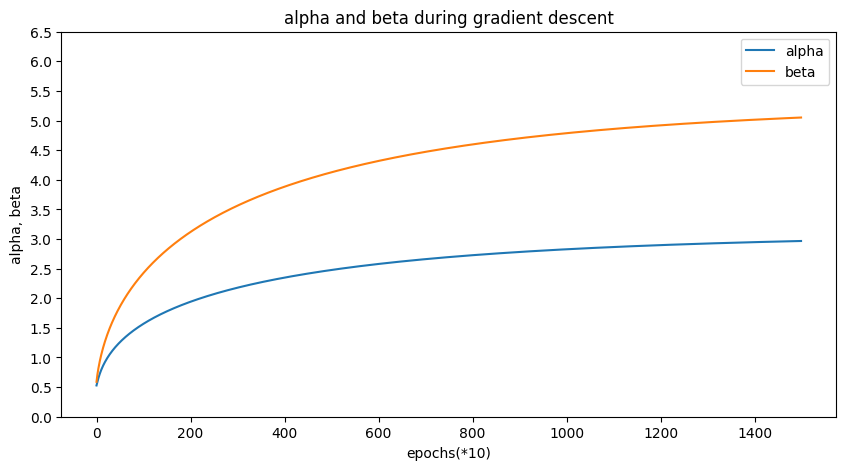 alpha and beta during gradient descent
alpha
beta
alpha, beta
6.5
6.0
5.5
5.0
4.5
4.0
3.5
3.0
2.5
2.0
1.5
1.0
0.5
0.0
0 200 400 600 800 1000 1200 1400
epochs(*10)